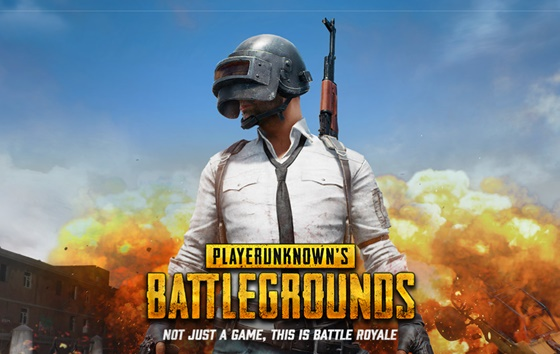 PLAYERUNKNOWN'S
BATTLEGROUNDS
NOT JUST A GAME, THIS IS BATTLE ROYALE